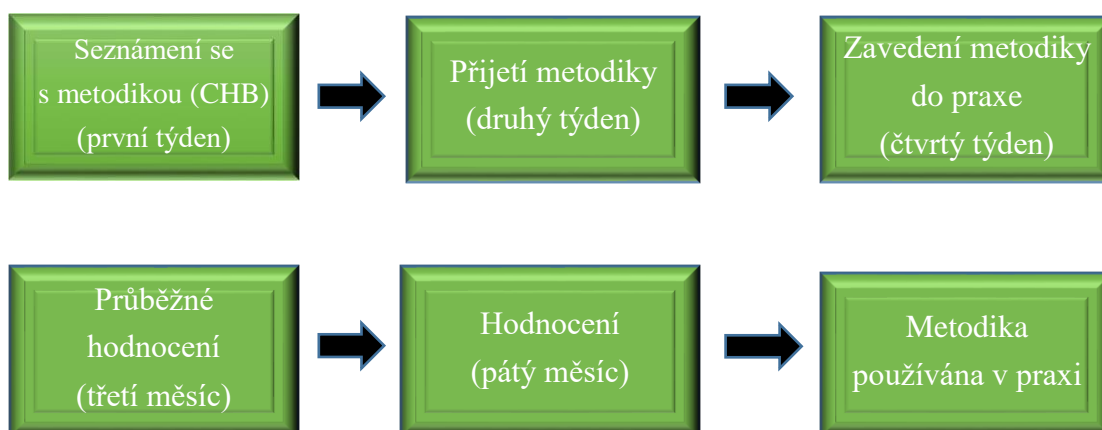 Seznámení se
s metodikou (CHB)
(první týden)
Přijetí metodiky
(druhý týden)
Zavedení metodiky
do praxe
(čtvrtý týden)
Průběžné
hodnocení
(třetí měsíc)
Hodnocení
(pátý měsíc)
Metodika
používána v praxi